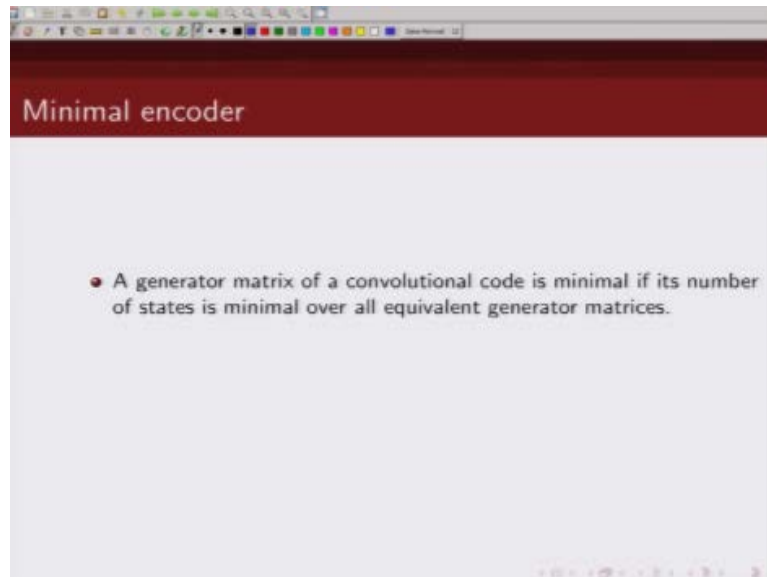 Minimal encoder
A generator matrix of a convolutional code is minimal if its number
of states is minimal over all equivalent generator matrices.